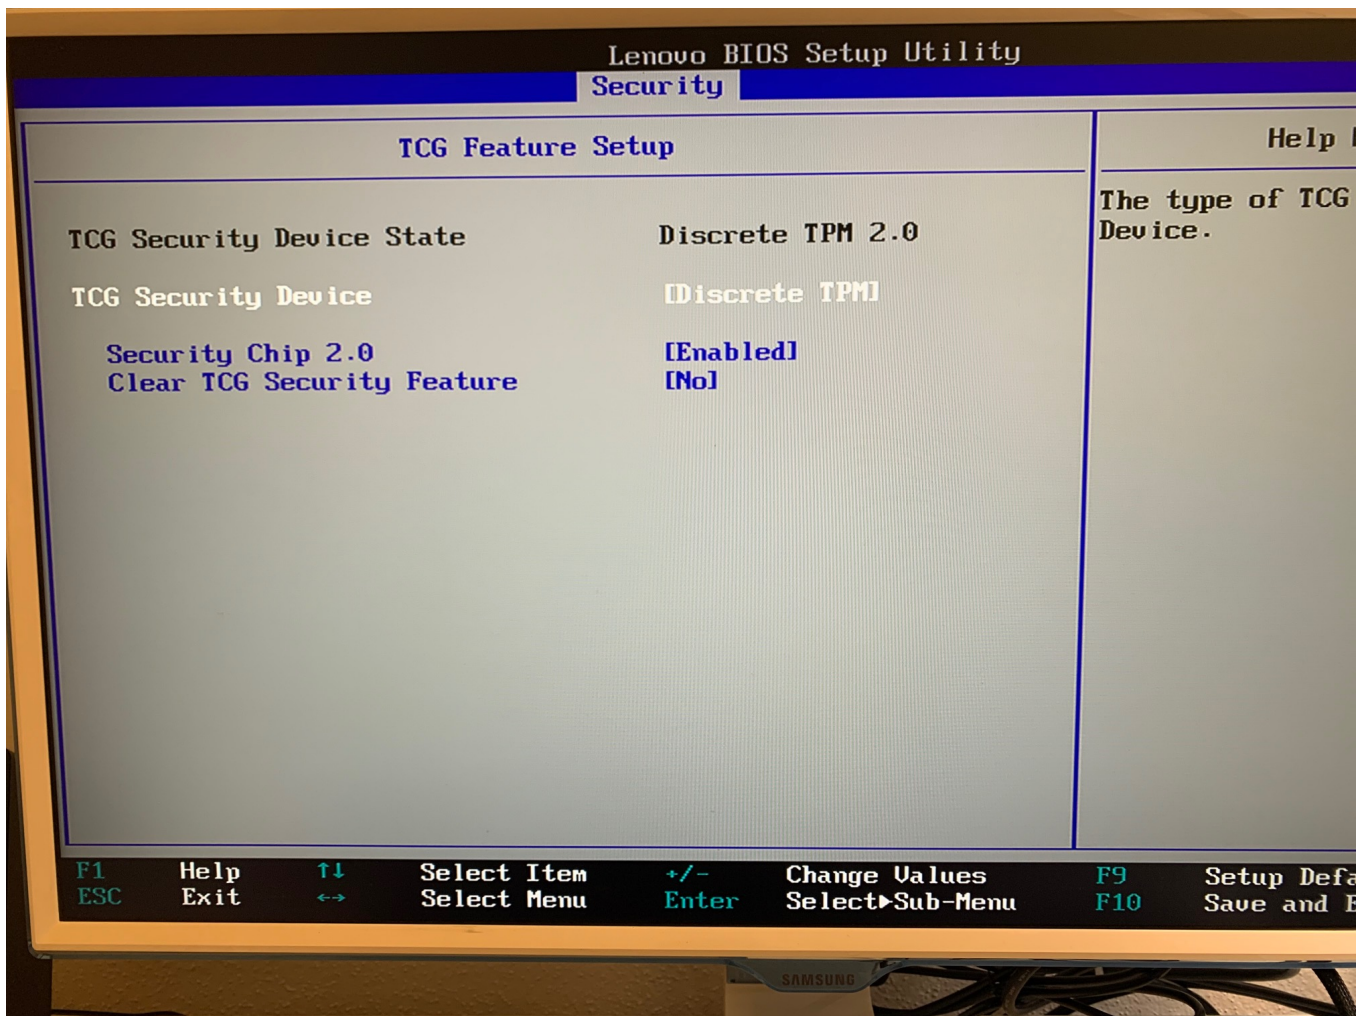 Lenovo BIOS Setup Utility
Security
TCG Feature Setup
Help
TCG Security Device State Discrete TPM 2.0
TCG Security Device [Discrete TPM]
Security Chip 2.0 [Enabled]
Clear TCG Security Feature [No]
The type of TCG
Device.
F1 Help ↑↓ Select Item +/- Change Values F9 Setup Defa
ESC Exit ←→ Select Menu Enter Select▶Sub-Menu F10 Save and E
SAMSUNG